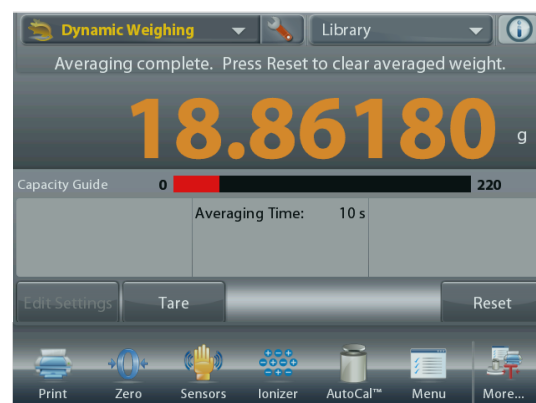 Dynamic Weighing Library
Averaging complete. Press Reset to clear averaged weight.
18.86180 g
Capacity Guide 0 220
Averaging Time: 10 s
Edit Settings Tare Reset
Print Zero Sensors Ionizer AutoCal™ Menu More...